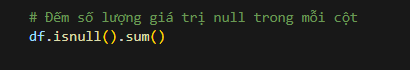 # Đếm số lượng giá trị null trong mỗi cột
df.isnull().sum()